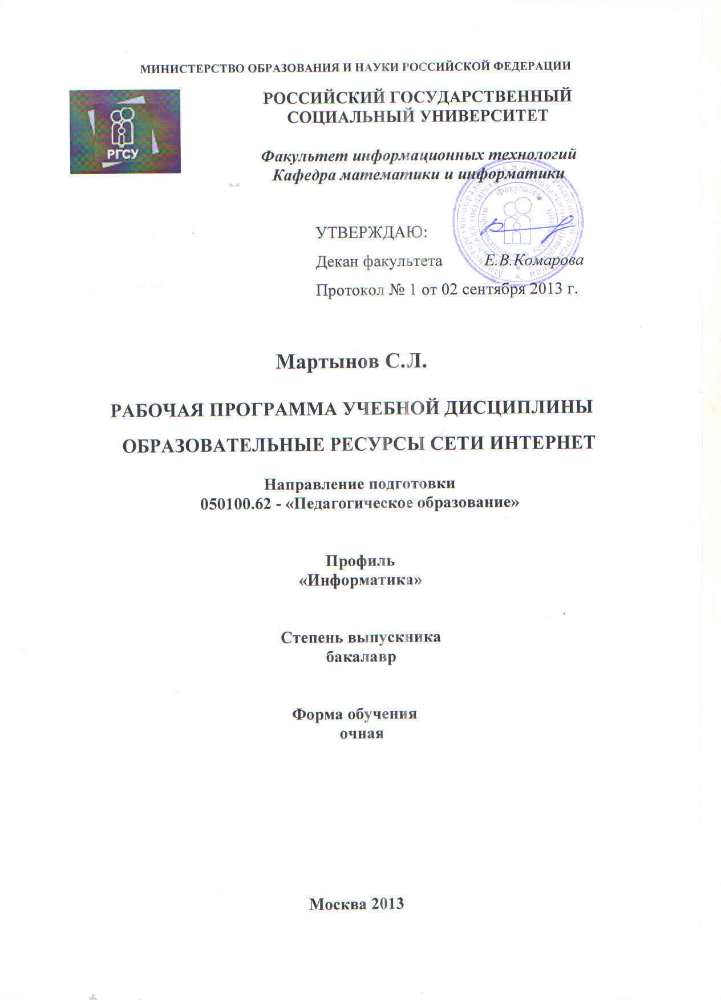 МИНИСТЕРСТВО ОБРАЗОВАНИЯ И НАУКИ РОССИЙСКОЙ ФЕДЕРАЦИИ
РГСУ
РОССИЙСКИЙ ГОСУДАРСТВЕННЫЙ
СОЦИАЛЬНЫЙ УНИВЕРСИТЕТ
Факультет информационных технологий
Кафедра математики и информатики
УТВЕРЖДАЮ:
Декан факультета Е.В.Комарова
Протокол № 1 от 02 сентября 2013 г.
Мартынов С.Л.
РАБОЧАЯ ПРОГРАММА УЧЕБНОЙ ДИСЦИПЛИНЫ
ОБРАЗОВАТЕЛЬНЫЕ РЕСУРСЫ СЕТИ ИНТЕРНЕТ
Направление подготовки
050100.62 - «Педагогическое образование»
Профиль
«Информатика»
Степень выпускника
бакалавр
Форма обучения
очная
Москва 2013